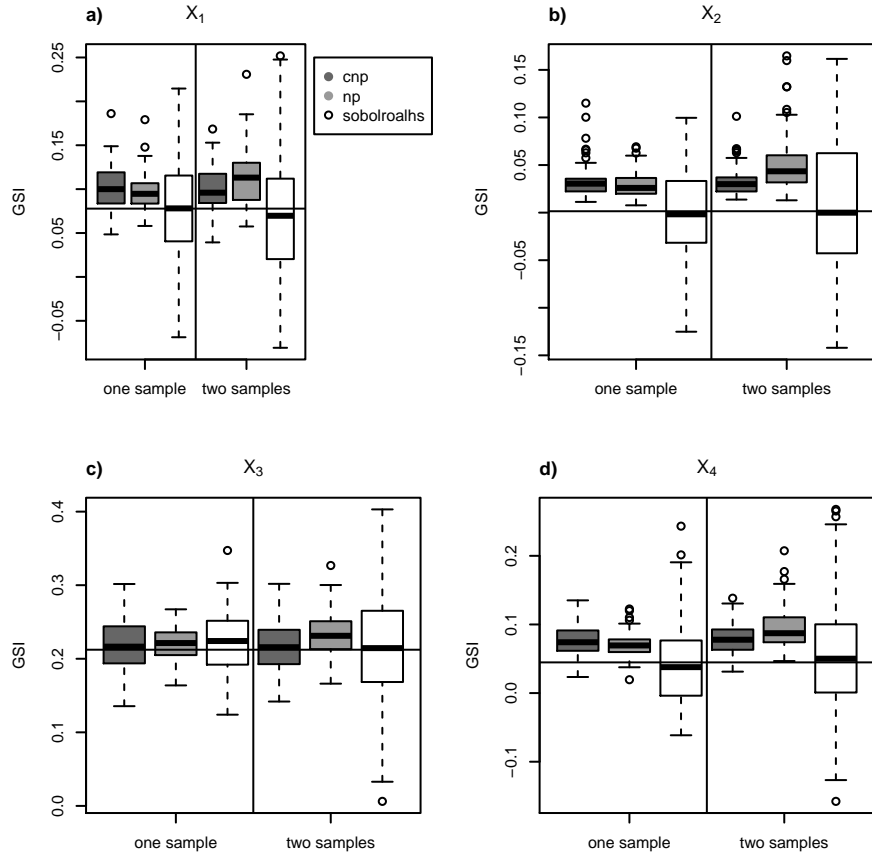 a) X₁
GSI
0.25
0.15
0.05
−0.05
one sample two samples
cnp
np
sobolroalhs
b) X₂
GSI
0.15
0.05
−0.05
−0.15
one sample two samples
c) X₃
GSI
0.4
0.3
0.2
0.1
0.0
one sample two samples
d) X₄
GSI
0.2
0.1
0.0
−0.1
one sample two samples